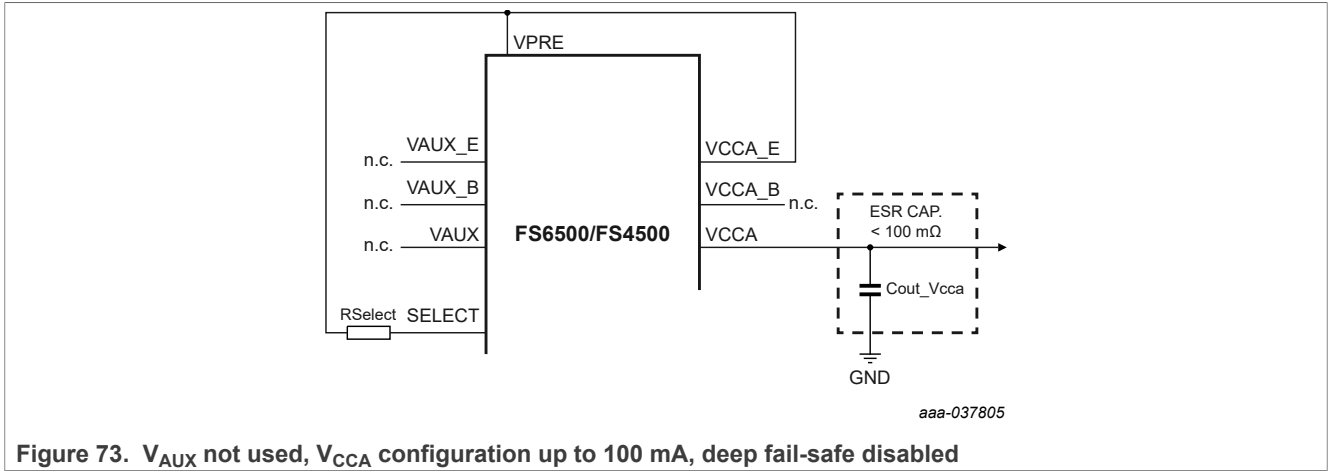 VPRE
VAUX_E
n.c.
VCCA_E
VAUX_B
n.c.
VCCA_B
n.c.
ESR CAP.
< 100 mΩ
VAUX
n.c.
FS6500/FS4500
VCCA
Cout_Vcca
RSelect
SELECT
GND
aaa-037805
Figure 73. VAUX not used, VCCA configuration up to 100 mA, deep fail-safe disabled